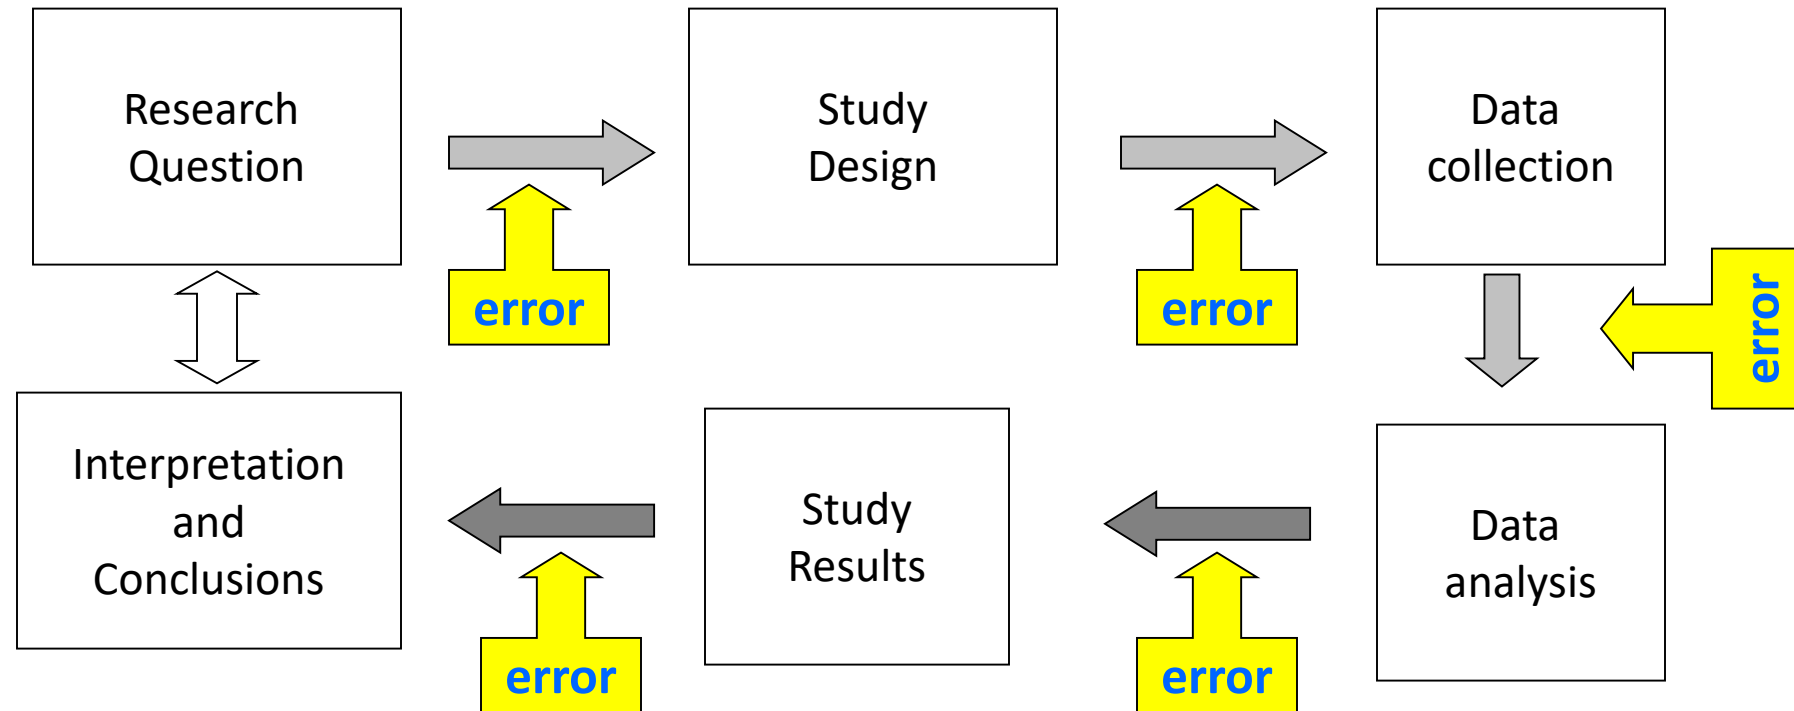 Research
Question
Study
Design
Data
collection
error
error
error
Interpretation
and
Conclusions
Study
Results
Data
analysis
error
error